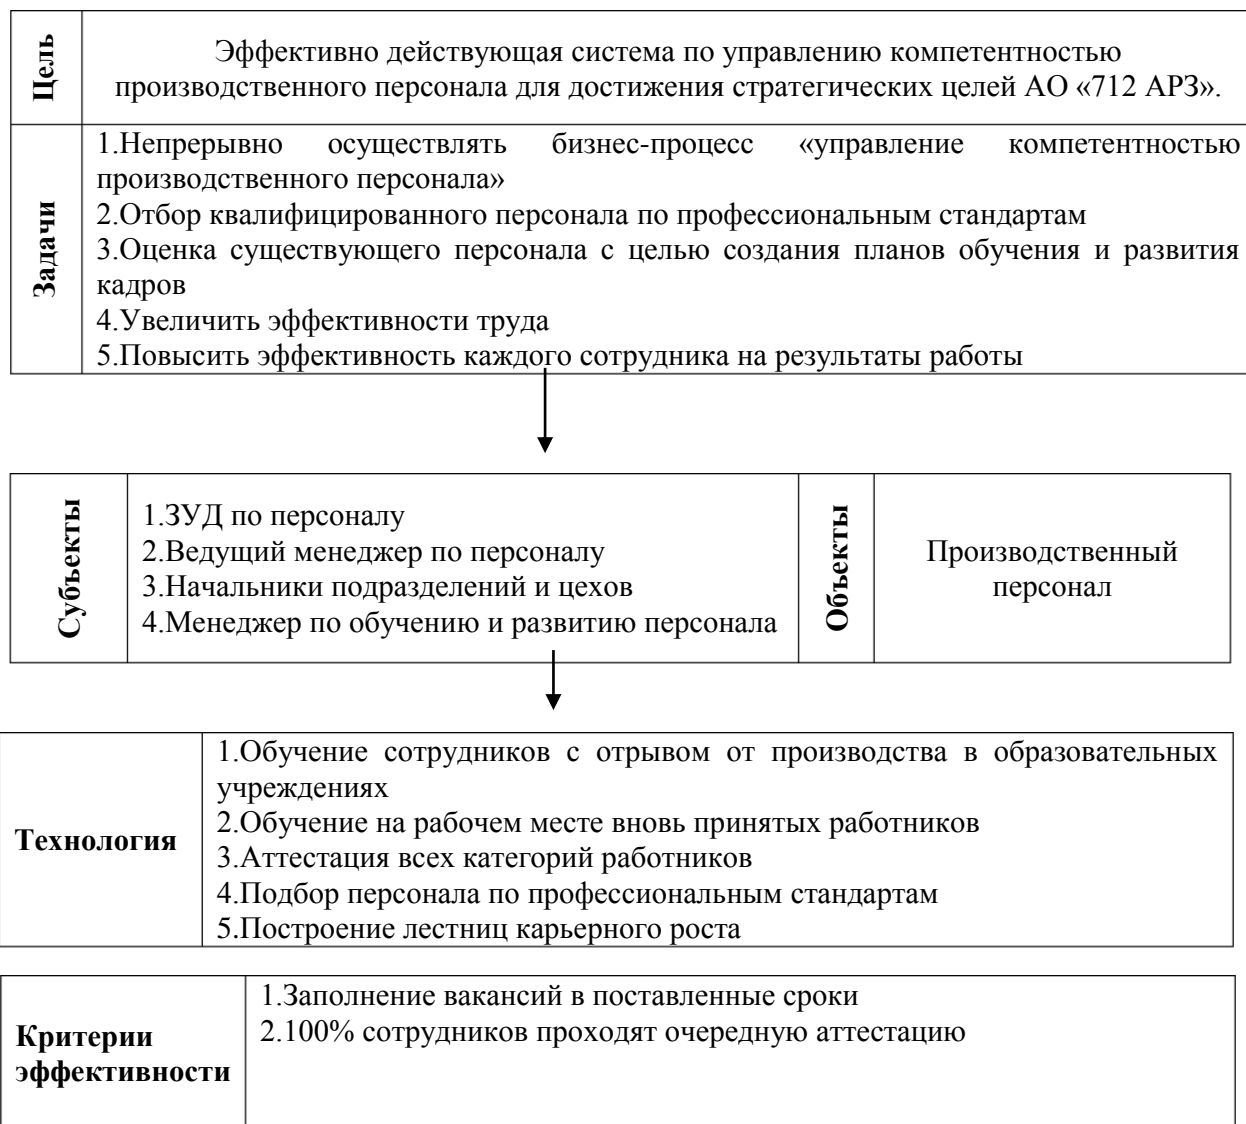 Цель
Эффективно действующая система по управлению компетентностью
производственного персонала для достижения стратегических целей АО «712 АРЗ».
Задачи
1.Непрерывно осуществлять бизнес-процесс «управление компетентностью
производственного персонала»
2.Отбор квалифицированного персонала по профессиональным стандартам
3.Оценка существующего персонала с целью создания планов обучения и развития
кадров
4.Увеличить эффективности труда
5.Повысить эффективность каждого сотрудника на результаты работы
Субъекты
1.ЗУД по персоналу
2.Ведущий менеджер по персоналу
3.Начальники подразделений и цехов
4.Менеджер по обучению и развитию персонала
Объекты
Производственный
персонал
Технология
1.Обучение сотрудников с отрывом от производства в образовательных
учреждениях
2.Обучение на рабочем месте вновь принятых работников
3.Аттестация всех категорий работников
4.Подбор персонала по профессиональным стандартам
5.Построение лестниц карьерного роста
Критерии
эффективности
1.Заполнение вакансий в поставленные сроки
2.100% сотрудников проходят очередную аттестацию